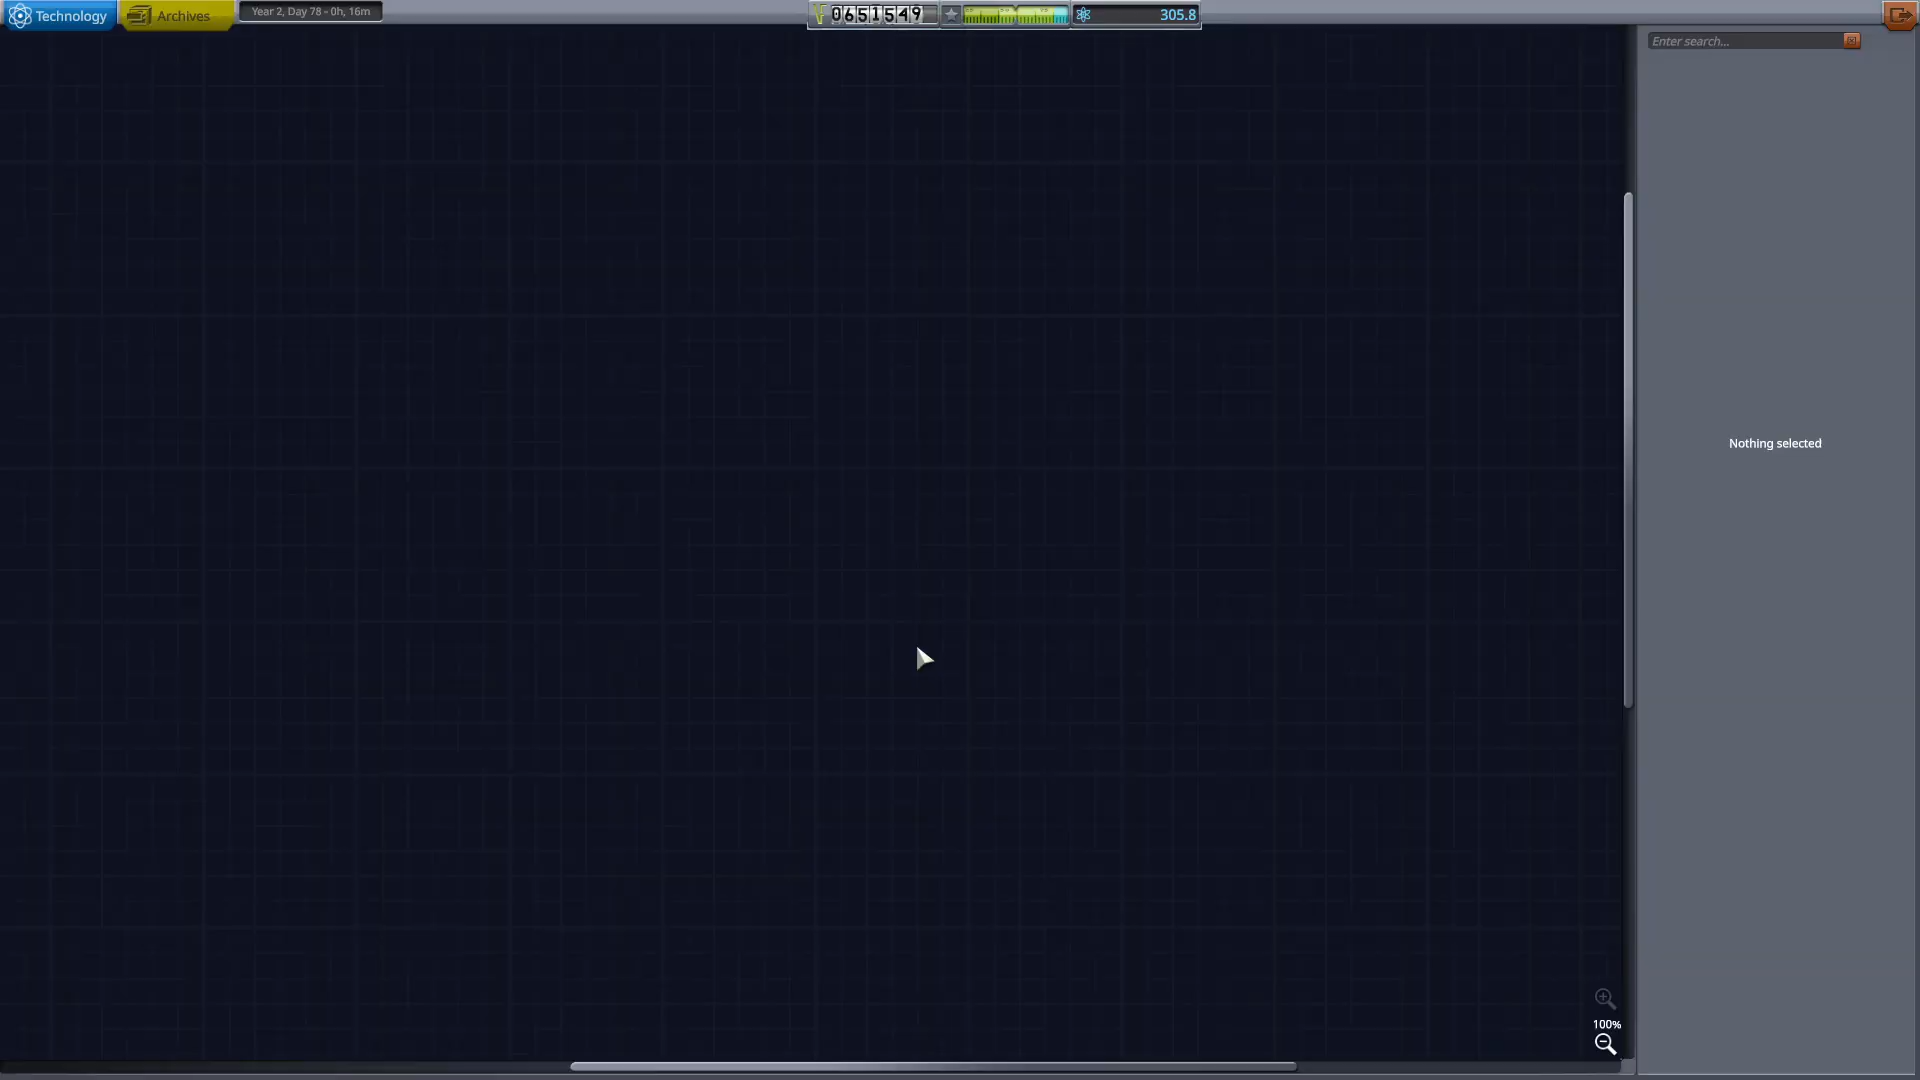 Technology
Archives
Year 2, Day 78 - 0h, 16m
0651549
305.8
Enter search...
Nothing selected
100%